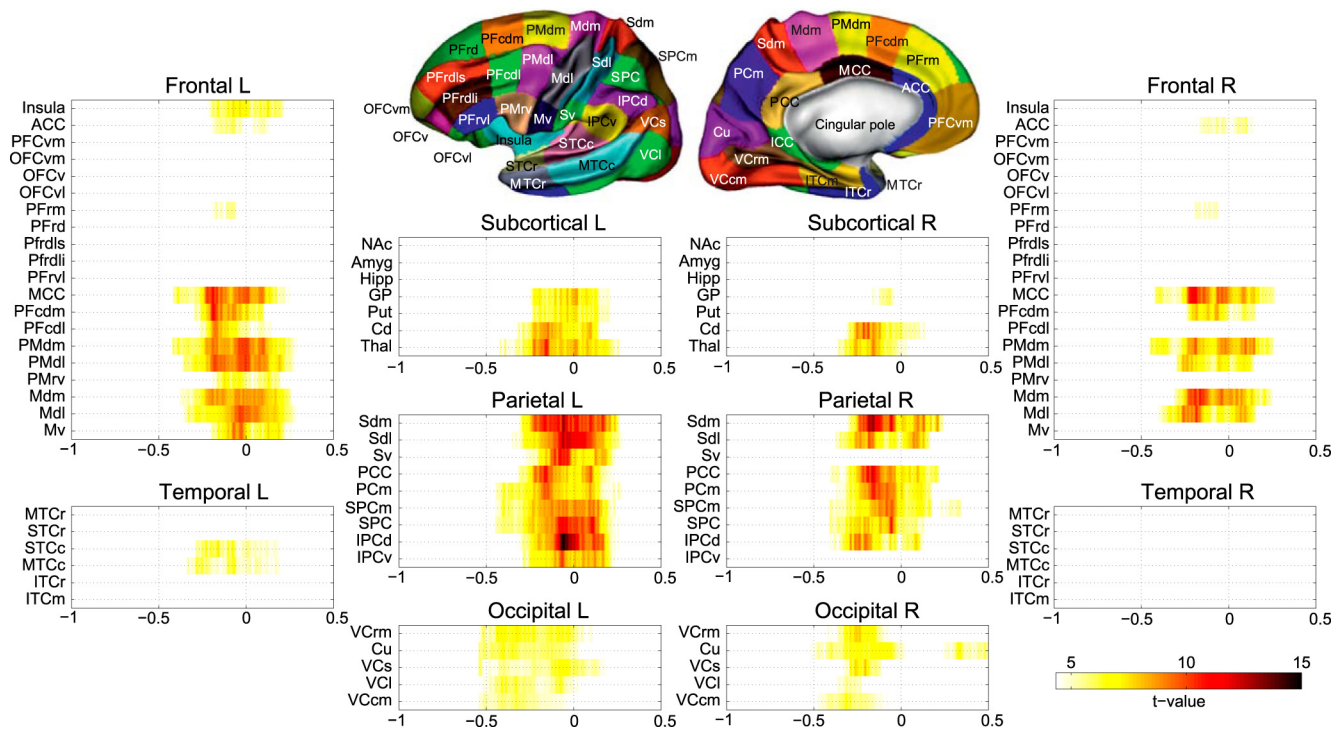 Frontal L
Insula
ACC
PFCvm
OFCvm
OFCv
OFCvl
PFrm
PFrd
Pfrdls
Pfrdli
PFrvl
MCC
PFcdm
PFcdl
PMdm
PMdl
PMrv
Mdm
Mdl
Mv
−1 −0.5 0 0.5
Temporal L
MTCr
STCr
STCc
MTCc
ITCr
ITCm
−1 −0.5 0 0.5
PFrd
PFcdm
PMdm
Mdm
Sdm
SPCm
PFrdls
PFcdl
PMdl
Mdl
Sdl
SPC
OFCvm
PFrdli
PMrv
Mv
Sv
IPCv
IPCd
OFCv
PFrvl
VCs
OFCvl
Insula
STCc
VCl
STCr
MTCc
MTCr
Sdm
Mdm
PMdm
PFcdm
PFrm
PCm
MCC
PCC
ACC
Cingular pole
PFCvm
Cu
ICC
VCrm
VCcm
ITCm
ITCr
MTCr
Subcortical L
NAc
Amyg
Hipp
GP
Put
Cd
Thal
−1 −0.5 0 0.5
Subcortical R
NAc
Amyg
Hipp
GP
Put
Cd
Thal
−1 −0.5 0 0.5
Parietal L
Sdm
Sdl
Sv
PCC
PCm
SPCm
SPC
IPCd
IPCv
−1 −0.5 0 0.5
Parietal R
Sdm
Sdl
Sv
PCC
PCm
SPCm
SPC
IPCd
IPCv
−1 −0.5 0 0.5
Occipital L
VCrm
Cu
VCs
VCl
VCcm
−1 −0.5 0 0.5
Occipital R
VCrm
Cu
VCs
VCl
VCcm
−1 −0.5 0 0.5
Frontal R
Insula
ACC
PFCvm
OFCvm
OFCv
OFCvl
PFrm
PFrd
Pfrdls
Pfrdli
PFrvl
MCC
PFcdm
PFCdl
PMdm
PMdl
PMrv
Mdm
Mdl
Mv
−1 −0.5 0 0.5
Temporal R
MTCr
STCr
STCc
MTCc
ITCr
ITCm
−1 −0.5 0 0.5
5 10 15
t−value